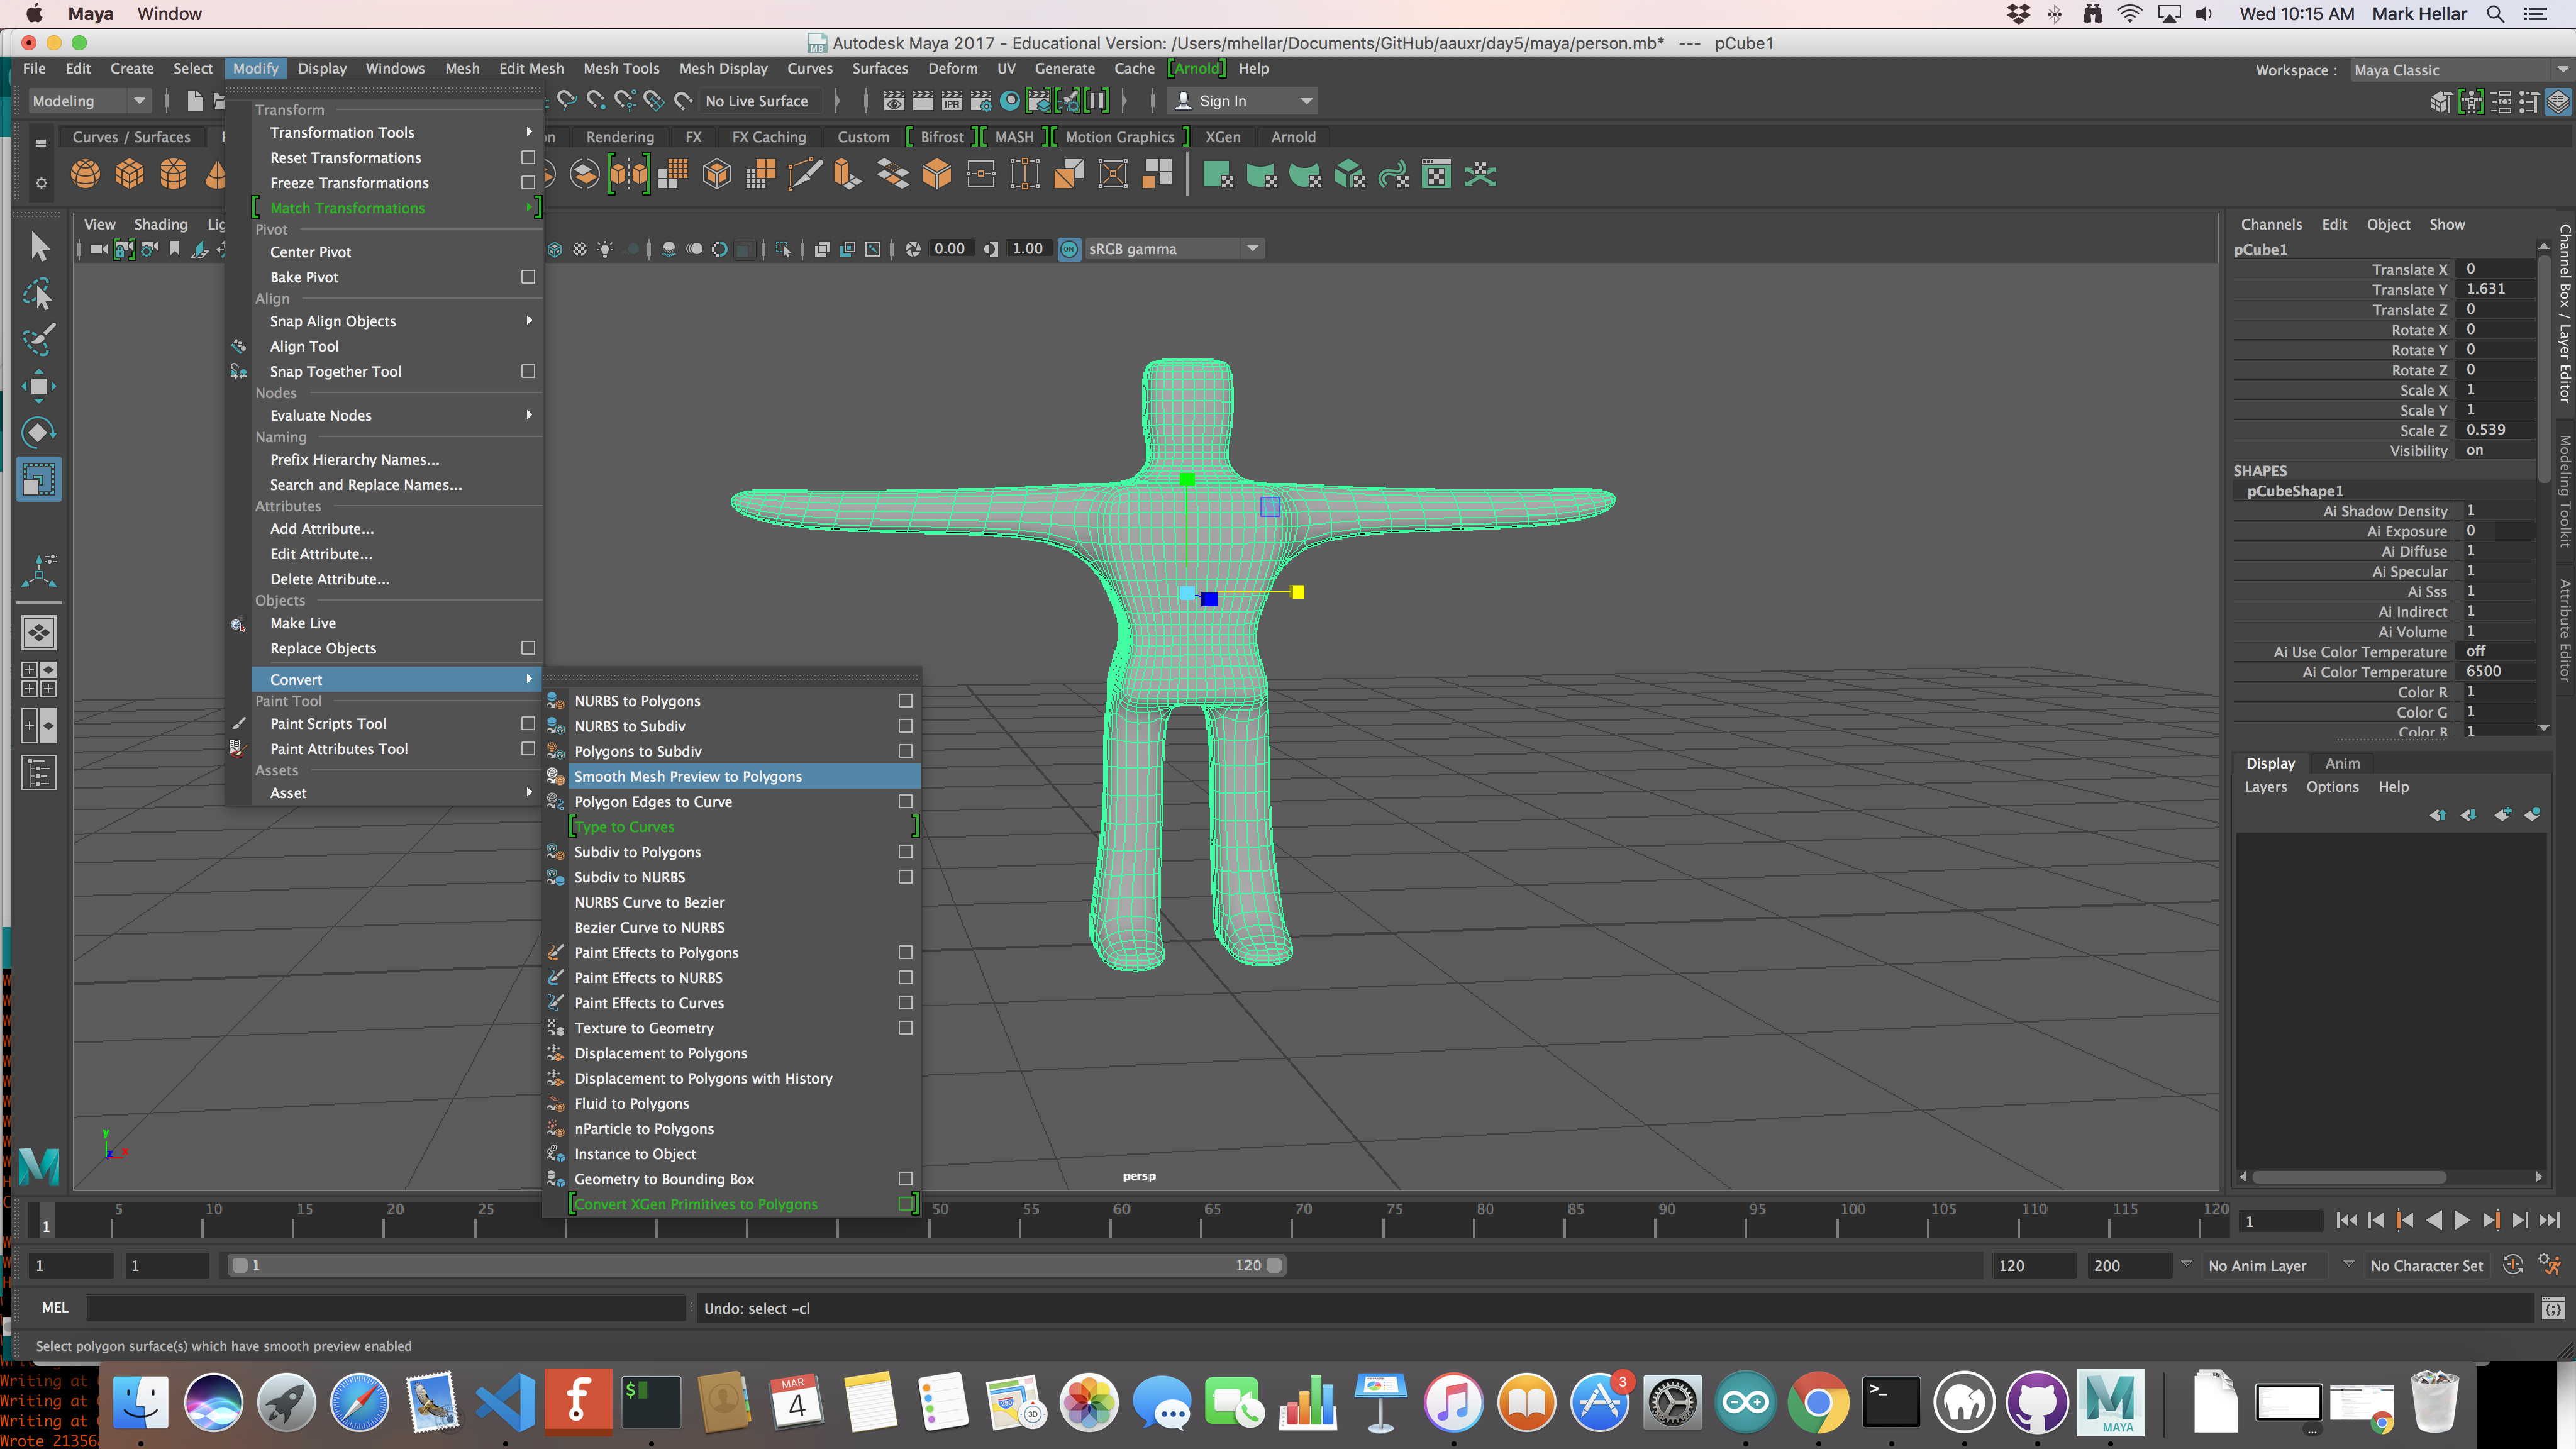 Maya Window Wed 10:15 AM Mark Hellar
Autodesk Maya 2017 - Educational Version: /Users/mhellar/Documents/GitHub/aauxr/day5/maya/person.mb* --- pCube1
File Edit Create Select Modify Display Windows Mesh Edit Mesh Mesh Tools Mesh Display Curves Surfaces Deform UV Generate Cache [Arnold] Help Workspace : Maya Classic
Modeling No Live Surface IPR Sign In
Curves / Surfaces Rendering FX FX Caching Custom Bifrost MASH Motion Graphics XGen Arnold
View Shading 0.00 1.00 ON sRGB gamma
Transform
Transformation Tools
Reset Transformations
Freeze Transformations
Match Transformations
Pivot
Center Pivot
Bake Pivot
Align
Snap Align Objects
Align Tool
Snap Together Tool
Nodes
Evaluate Nodes
Naming
Prefix Hierarchy Names...
Search and Replace Names...
Attributes
Add Attribute...
Edit Attribute...
Delete Attribute...
Objects
Make Live
Replace Objects
Convert
Paint Tool
Paint Scripts Tool
Paint Attributes Tool
Assets
Asset
NURBS to Polygons
NURBS to Subdiv
Polygons to Subdiv
Smooth Mesh Preview to Polygons
Polygon Edges to Curve
Type to Curves
Subdiv to Polygons
Subdiv to NURBS
NURBS Curve to Bezier
Bezier Curve to NURBS
Paint Effects to Polygons
Paint Effects to NURBS
Paint Effects to Curves
Texture to Geometry
Displacement to Polygons
Displacement to Polygons with History
Fluid to Polygons
nParticle to Polygons
Instance to Object
Geometry to Bounding Box
Convert XGen Primitives to Polygons
y
z x
persp
Channels Edit Object Show
pCube1
Translate X 0
Translate Y 1.631
Translate Z 0
Rotate X 0
Rotate Y 0
Rotate Z 0
Scale X 1
Scale Y 1
Scale Z 0.539
Visibility on
SHAPES
pCubeShape1
Ai Shadow Density 1
Ai Exposure 0
Ai Diffuse 1
Ai Specular 1
Ai Sss 1
Ai Indirect 1
Ai Volume 1
Ai Use Color Temperature off
Ai Color Temperature 6500
Color R 1
Color G 1
Color B 1
Channel Box / Layer Editor
Modeling Toolkit
Attribute Editor
Display Anim
Layers Options Help
1 5 10 15 20 25 50 55 60 65 70 75 80 85 90 95 100 105 110 115 120 1
1 1 1 120 120 200 No Anim Layer No Character Set
MEL Undo: select -cl
Select polygon surface(s) which have smooth preview enabled
Writing at
Writing at
Writing at
Wrote 21356
MAR
4
3
MAYA